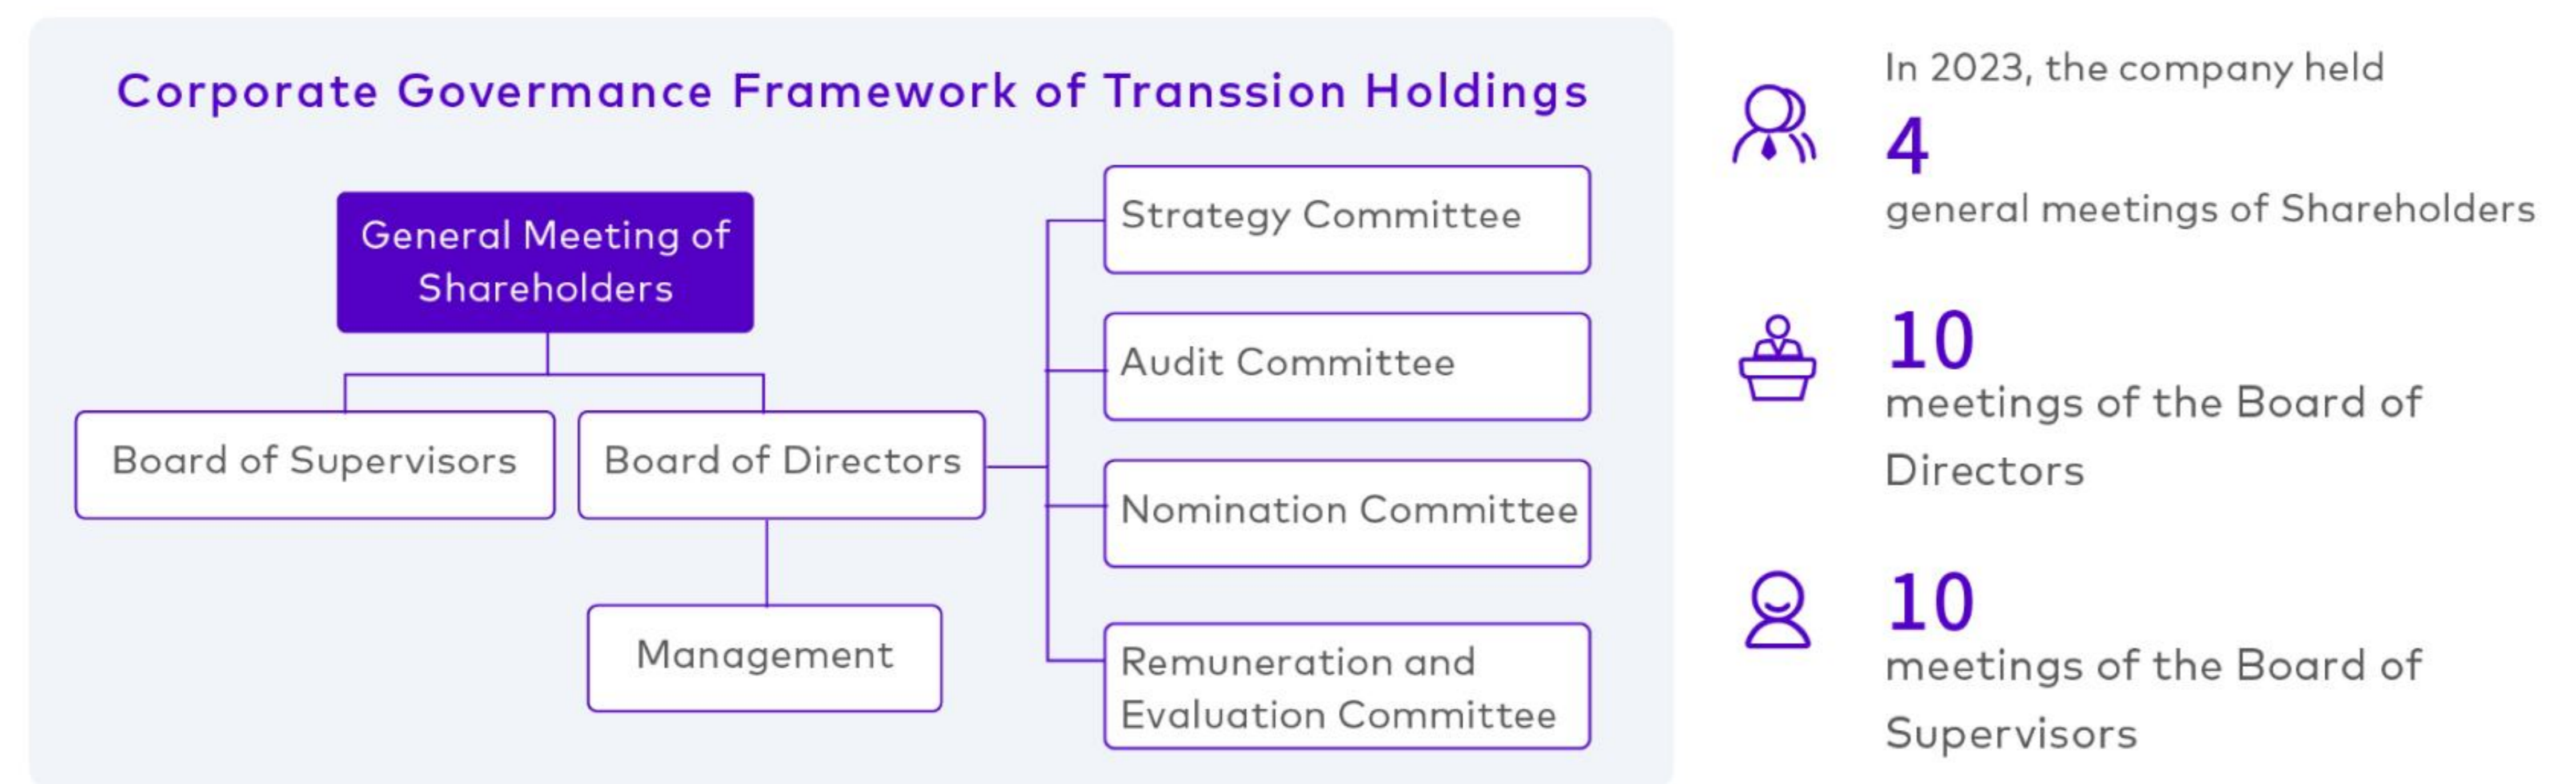 Corporate Govermance Framework of Transsion Holdings
General Meeting of
Shareholders
Board of Supervisors
Board of Directors
Management
Strategy Committee
Audit Committee
Nomination Committee
Remuneration and
Evaluation Committee
In 2023, the company held
4
general meetings of Shareholders
10
meetings of the Board of
Directors
10
meetings of the Board of
Supervisors